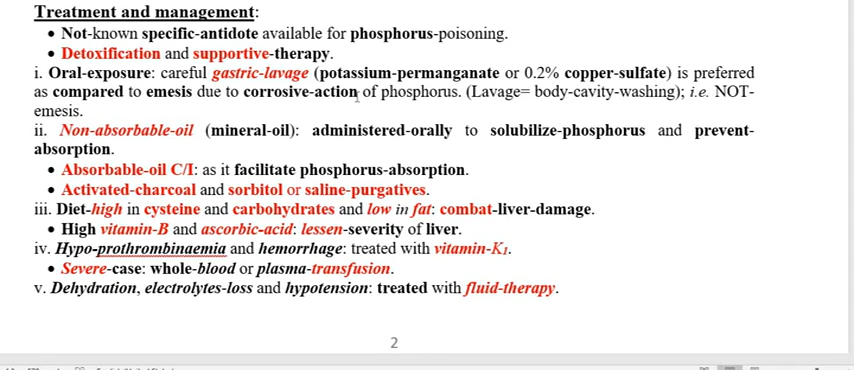 Treatment and management:
• Not-known specific-antidote available for phosphorus-poisoning.
• Detoxification and supportive-therapy.
i. Oral-exposure: careful gastric-lavage (potassium-permanganate or 0.2% copper-sulfate) is preferred
as compared to emesis due to corrosive-action of phosphorus. (Lavage= body-cavity-washing); i.e. NOT-
emesis.
ii. Non-absorbable-oil (mineral-oil): administered-orally to solubilize-phosphorus and prevent-
absorption.
• Absorbable-oil C/I: as it facilitate phosphorus-absorption.
• Activated-charcoal and sorbitol or saline-purgatives.
iii. Diet-high in cysteine and carbohydrates and low in fat: combat-liver-damage.
• High vitamin-B and ascorbic-acid: lessen-severity of liver.
iv. Hypo-prothrombinaemia and hemorrhage: treated with vitamin-K1.
• Severe-case: whole-blood or plasma-transfusion.
v. Dehydration, electrolytes-loss and hypotension: treated with fluid-therapy.
2